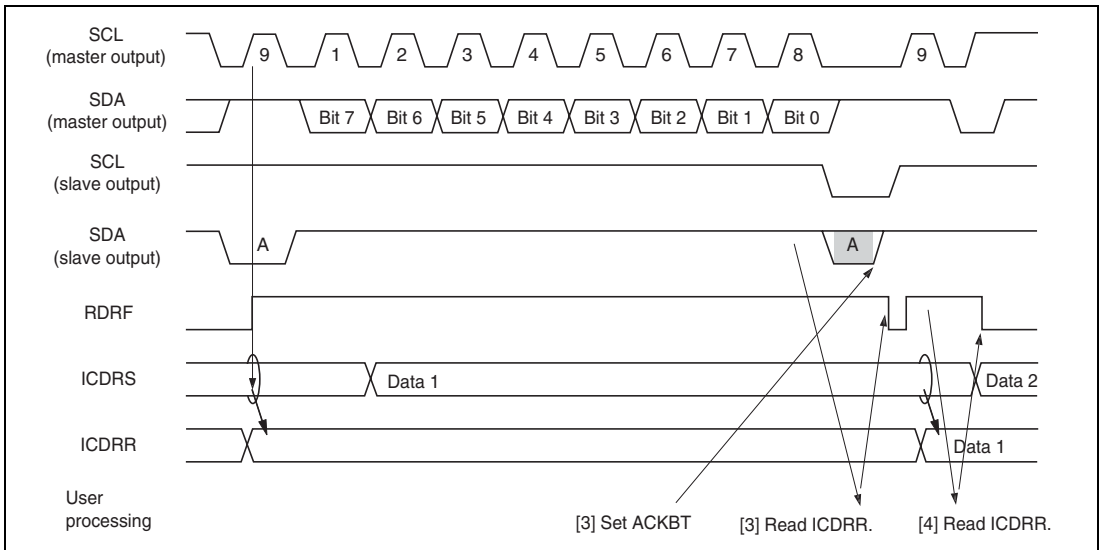 SCL
(master output)
9 1 2 3 4 5 6 7 8 9
SDA
(master output)
Bit 7 Bit 6 Bit 5 Bit 4 Bit 3 Bit 2 Bit 1 Bit 0
SCL
(slave output)
SDA
(slave output)
A A
RDRF
ICDRS
Data 1 Data 2
ICDRR
Data 1
User
processing
[3] Set ACKBT [3] Read ICDRR. [4] Read ICDRR.